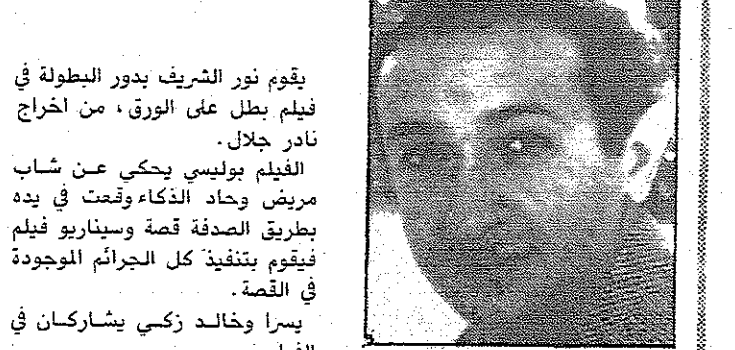 يقوم نور الشريف بدور البطولة في
فيلم بطل على الورق، من اخراج
نادر جلال.
الفيلم بوليسي يحكي عن شاب
مريض وحاد الذكاء وقعت في يده
بطريق الصدفة قصة وسيناريو فيلم
فيقوم بتنفيذ كل الجرائم الموجودة
في القصة.
يسرا وخالد زكي يشاركان في